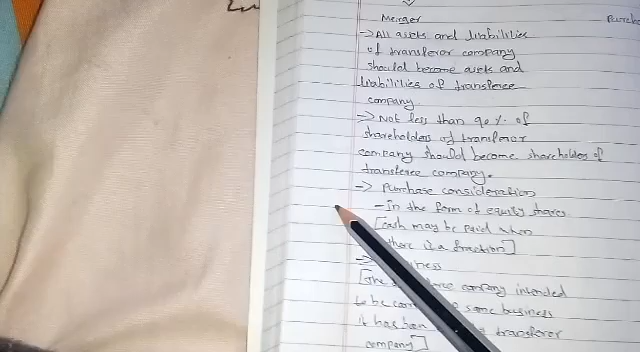 Merger
Purch
→ All assets and liabilities
of transferor company
should become assets and
liabilities of transferee
company.
→ Not less than 90% of
shareholders of transferor
company should become shareholders of
transferee company.
→ Purchase consideration
- In the form of equity shares
[cash may be paid when
there is a fraction]
[The company intended
to be same business
it has been transferor
company]